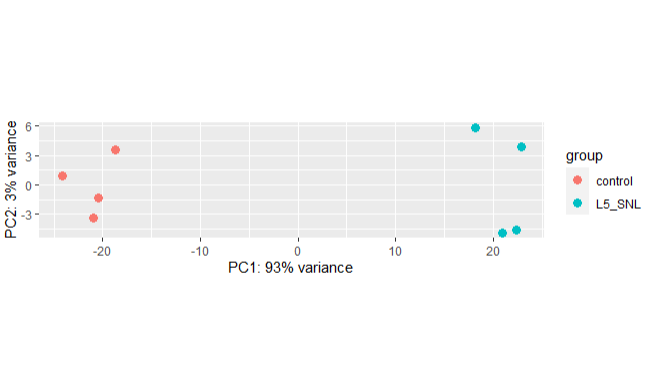 PC2: 3% variance
6
3
0
-3
-20
-10
0
10
20
PC1: 93% variance
group
control
L5_SNL